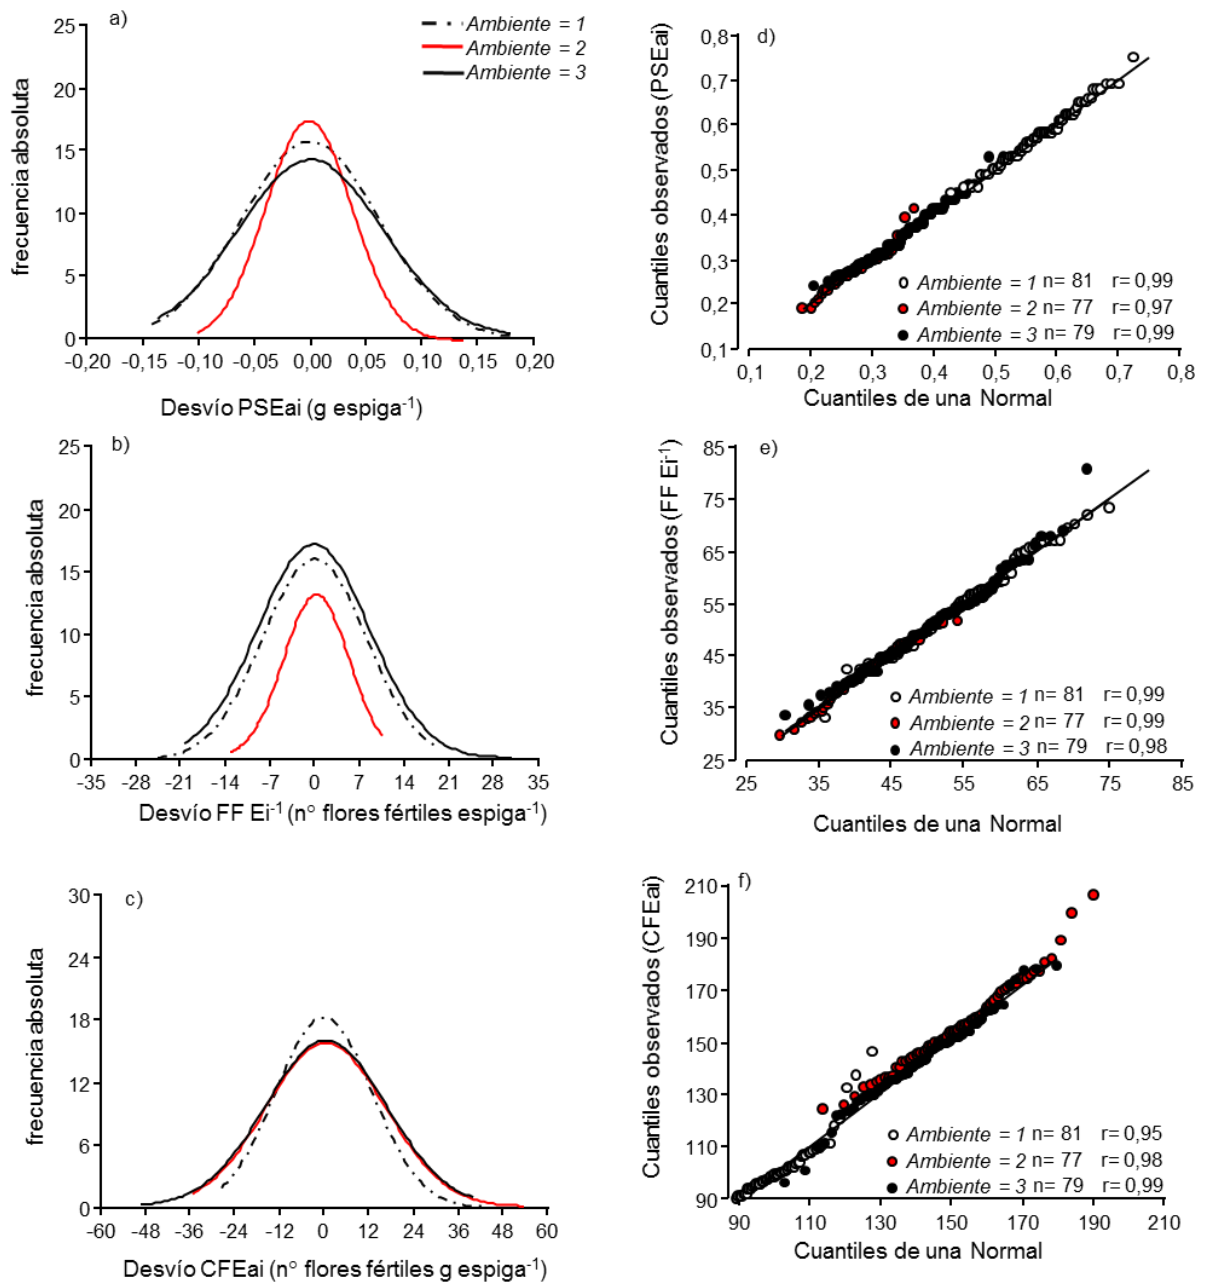 a)
Ambiente = 1
Ambiente = 2
Ambiente = 3
frecuencia absoluta
25
20
15
10
5
0
-0,20 -0,10 -0,05 0,00 0,05 0,10 0,15 0,20
Desvío PSEai (g espiga-1)
d)
Cuantiles observados (PSEai)
0,8
0,7
0,6
0,5
0,4
0,3
0,2
0,1
Ambiente = 1 n= 81 r=0,99
Ambiente = 2 n= 77 r=0,97
Ambiente = 3 n= 79 r=0,99
0,1 0,2 0,3 0,4 0,5 0,6 0,7 0,8
Cuantiles de una Normal
b)
frecuencia absoluta
25
20
15
10
5
0
-35 -21 -14 -7 0 7 14 21 28 35
Desvío FF Ei-1 (n° flores fértiles espiga-1)
e)
Cuantiles observados (FF Ei-1)
85
75
65
55
45
35
25
Ambiente = 1 n= 81 r=0,99
Ambiente = 2 n= 77 r=0,99
Ambiente = 3 n= 79 r=0,98
25 35 45 55 65 75 85
Cuantiles de una Normal
c)
frecuencia absoluta
30
24
18
12
6
0
-60 -48 -36 -24 -12 0 12 24 36 48 60
Desvío CFEai (n° flores fértiles g espiga-1)
f)
Cuantiles observados (CFEai)
210
190
170
150
130
110
90
Ambiente = 1 n= 81 r=0,95
Ambiente = 2 n= 77 r=0,98
Ambiente = 3 n= 79 r=0,99
90 110 130 150 170 190 210
Cuantiles de una Normal